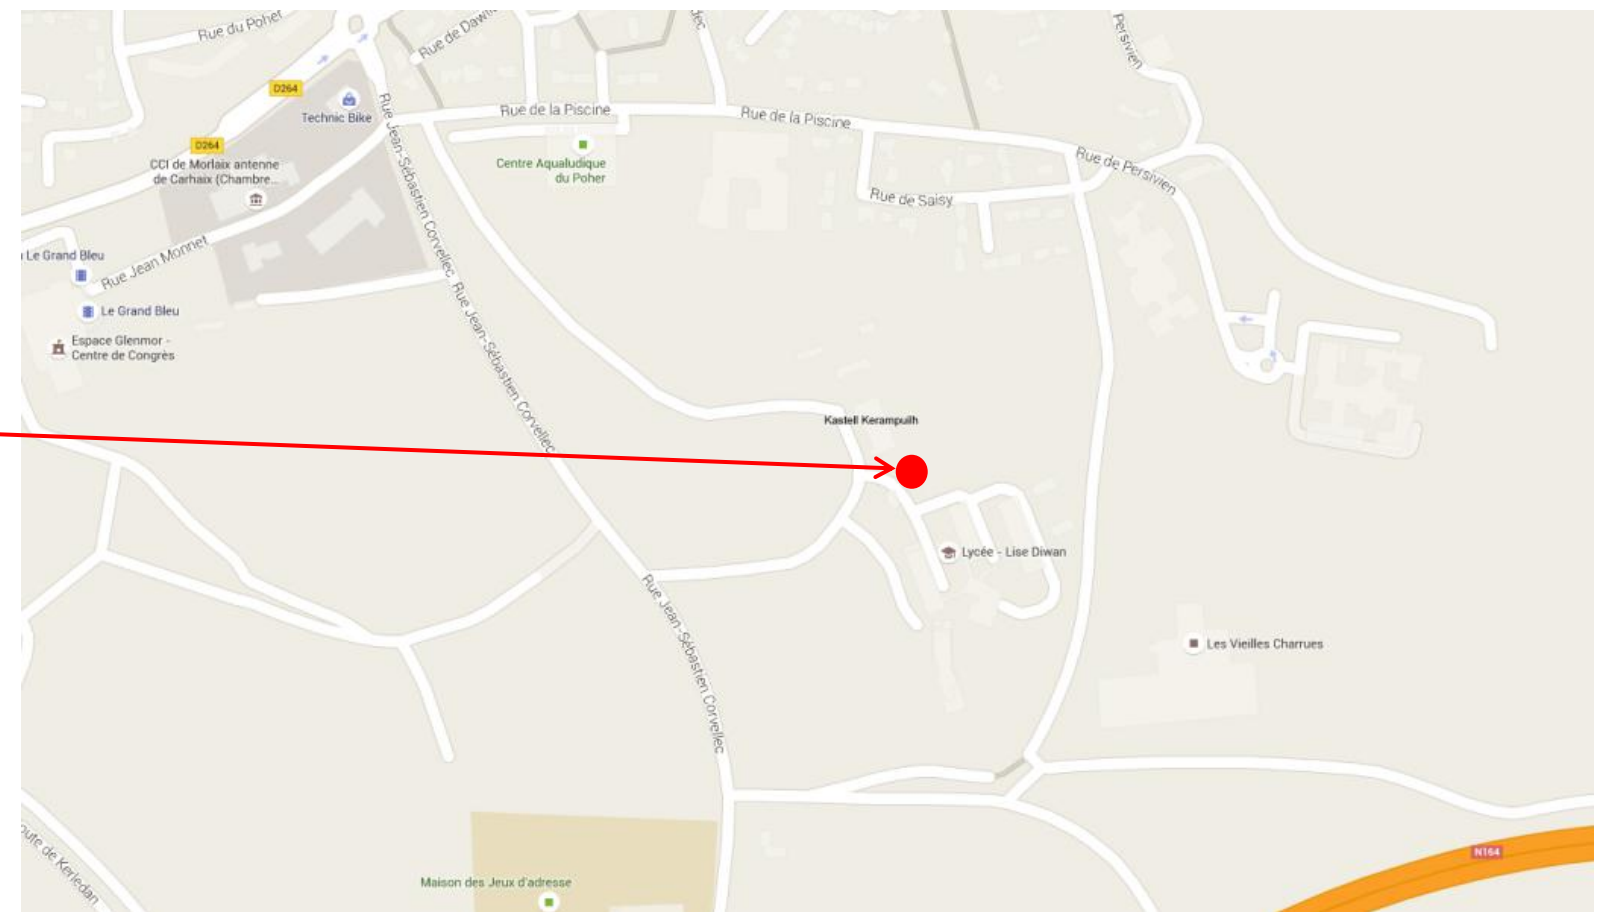 Rue du Poher
Rue de
Persivien
D264
Technic Bike
Rue de la Piscine
Rue de la Piscine
D264
CCI de Morlaix antenne
de Carhaix (Chambre...
Centre Aqualudique
du Poher
Rue de Persivien
Rue de Saisy
Rue Jean-Sébastien Corvellec
Rue Jean Monnet
Le Grand Bleu
Le Grand Bleu
Espace Glenmor -
Centre de Congrès
Rue Jean-Sébastien Corvellec
Kastell Kerampuilh
Lycée - Lise Diwan
Rue Jean-Sébastien Corvellec
Les Vieilles Charrues
oute de Kerledan
N164
Maison des Jeux d'adresse